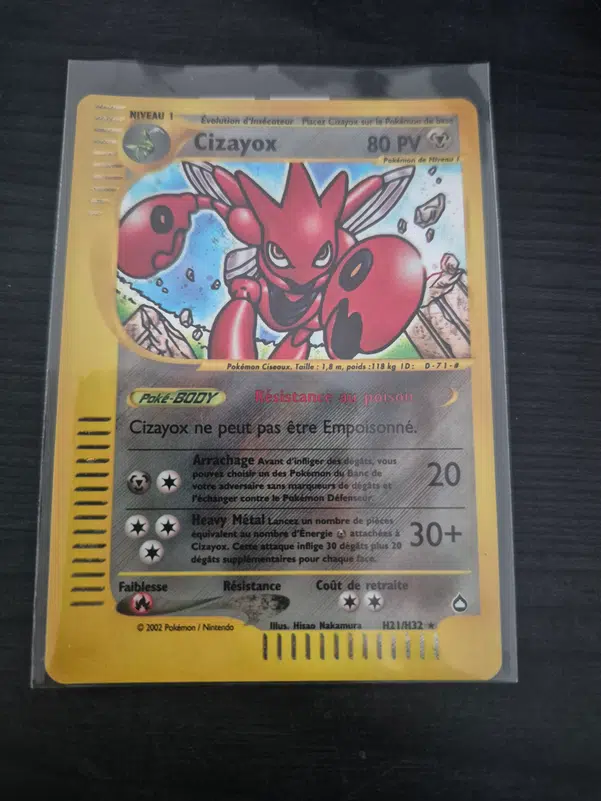 NIVEAU 1
Évolution d'Insécateur Placez Cizayox sur le Pokémon de base
Cizayox 80 PV
Pokémon de Niveau 1
Pokémon Ciseaux. Taille : 1,8 m, poids :118 kg ID: D-71-#
Poké-BODY Résistance au poison
Cizayox ne peut pas être Empoisonné.
Arrachage Avant d'infliger des dégâts, vous
pouvez choisir un des Pokémon du Banc de
votre adversaire sans marqueurs de dégâts et
l'échanger contre le Pokémon Défenseur.
20
Heavy Métal Lancez un nombre de pièces
équivalent au nombre d'Énergie attachées à
Cizayox. Cette attaque inflige 30 dégâts plus 20
dégâts supplémentaires pour chaque face.
30+
Faiblesse Résistance Coût de retraite
© 2002 Pokémon / Nintendo Illus. Hisao Nakamura H21/H32 ★